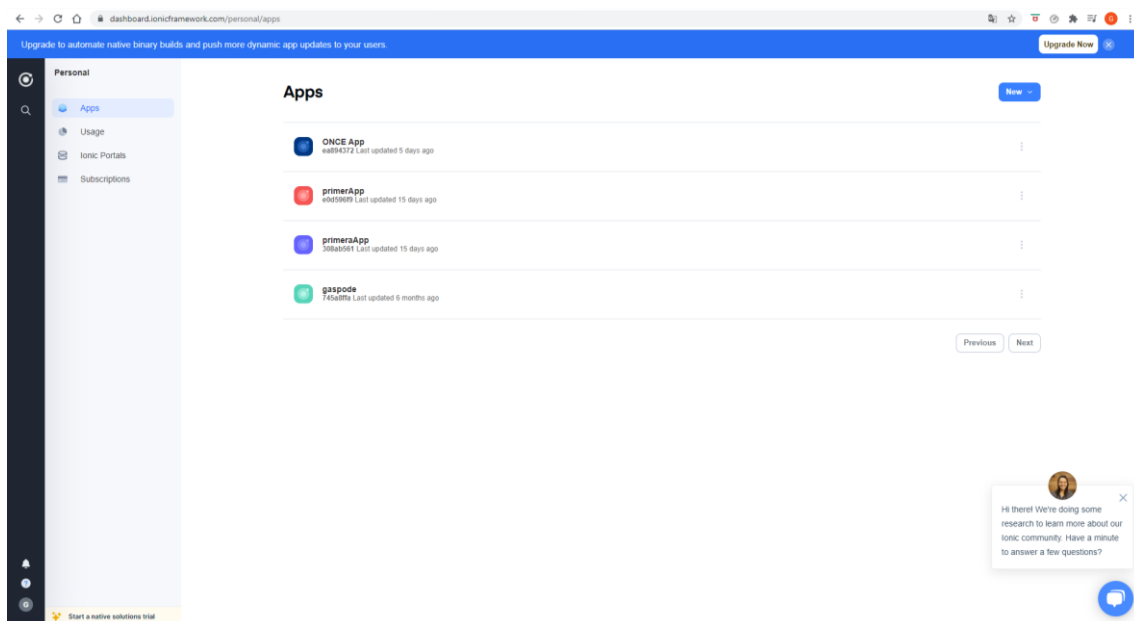 dashboard.ionicframework.com/personal/apps
G
Upgrade to automate native binary builds and push more dynamic app updates to your users.
Upgrade Now
Personal
Apps
Usage
Ionic Portals
Subscriptions
Apps
New
ONCE App
ea894372 Last updated 5 days ago
primerApp
e0d596f9 Last updated 15 days ago
primeraApp
308ab561 Last updated 15 days ago
gaspode
745a8ffa Last updated 6 months ago
Previous
Next
Hi there! We're doing some
research to learn more about our
Ionic community. Have a minute
to answer a few questions?
G
Start a native solutions trial